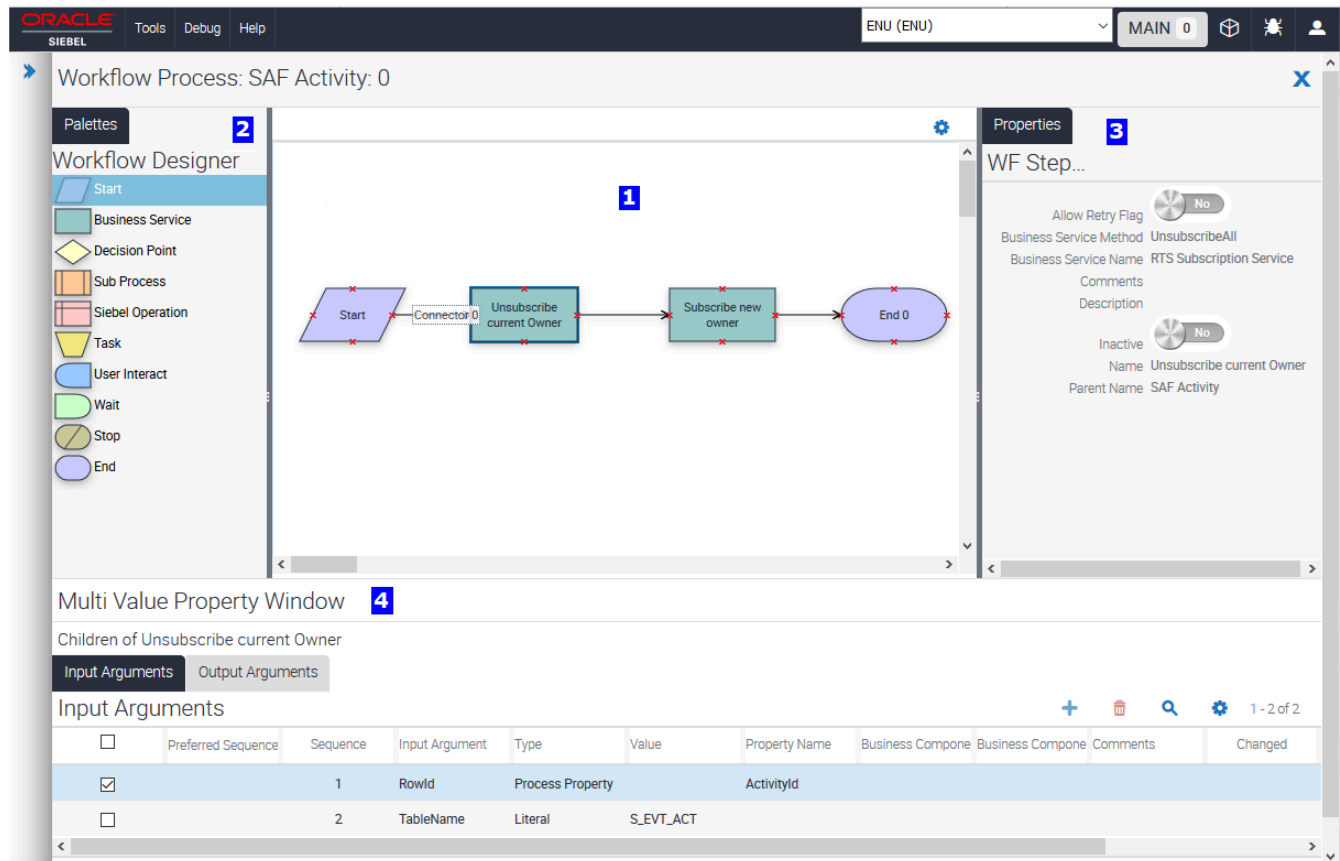 ORACLE
SIEBEL
Tools Debug Help
ENU (ENU)
MAIN 0
Workflow Process: SAF Activity: 0
X
Palettes
2
Workflow Designer
Start
Business Service
Decision Point
Sub Process
Siebel Operation
Task
User Interact
Wait
Stop
End
1
Start
Connector 0
Unsubscribe
current Owner
Subscribe new
owner
End 0
Properties
3
WF Step...
Allow Retry Flag No
Business Service Method UnsubscribeAll
Business Service Name RTS Subscription Service
Comments
Description
Inactive No
Name Unsubscribe current Owner
Parent Name SAF Activity
Multi Value Property Window 4
Children of Unsubscribe current Owner
Input Arguments Output Arguments
Input Arguments
1 - 2 of 2
Preferred Sequence Sequence Input Argument Type Value Property Name Business Compone Business Compone Comments Changed
1 RowId Process Property ActivityId
2 TableName Literal S_EVT_ACT